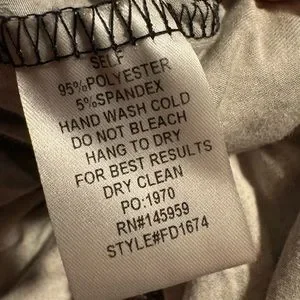 SELF
95%POLYESTER
5%SPANDEX
HAND WASH COLD
DO NOT BLEACH
HANG TO DRY
FOR BEST RESULTS
DRY CLEAN
PO:1970
RN#145959
STYLE#FD1674